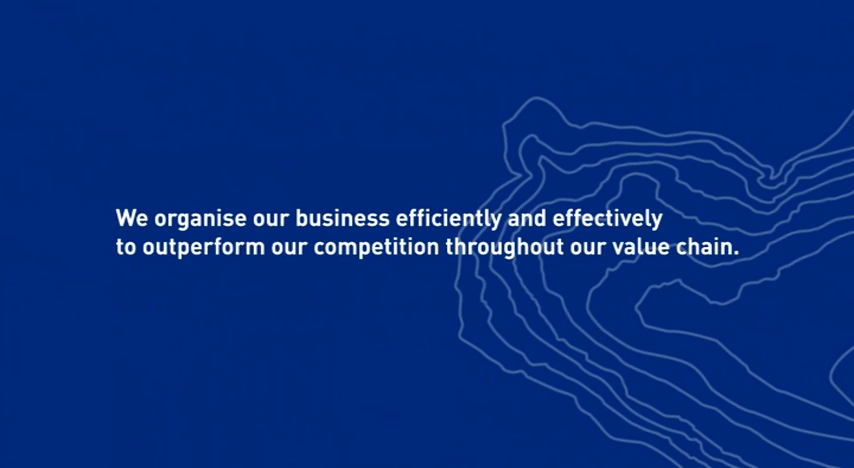 We organise our business efficiently and effectively
to outperform our competition throughout our value chain.